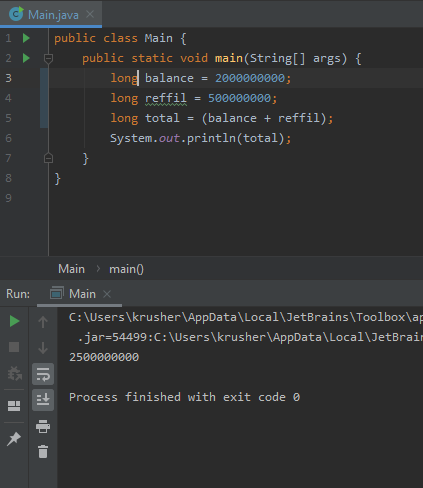 Main.java
1 public class Main {
2 public static void main(String[] args) {
3 long balance = 2000000000;
4 long reffil = 500000000;
5 long total = (balance + reffil);
6 System.out.println(total);
7 }
8 }
9
Main > main()
Run: Main
C:\Users\krusher\AppData\Local\JetBrains\Toolbox\ap
.jar=54499:C:\Users\krusher\AppData\Local\JetBrain
2500000000
Process finished with exit code 0